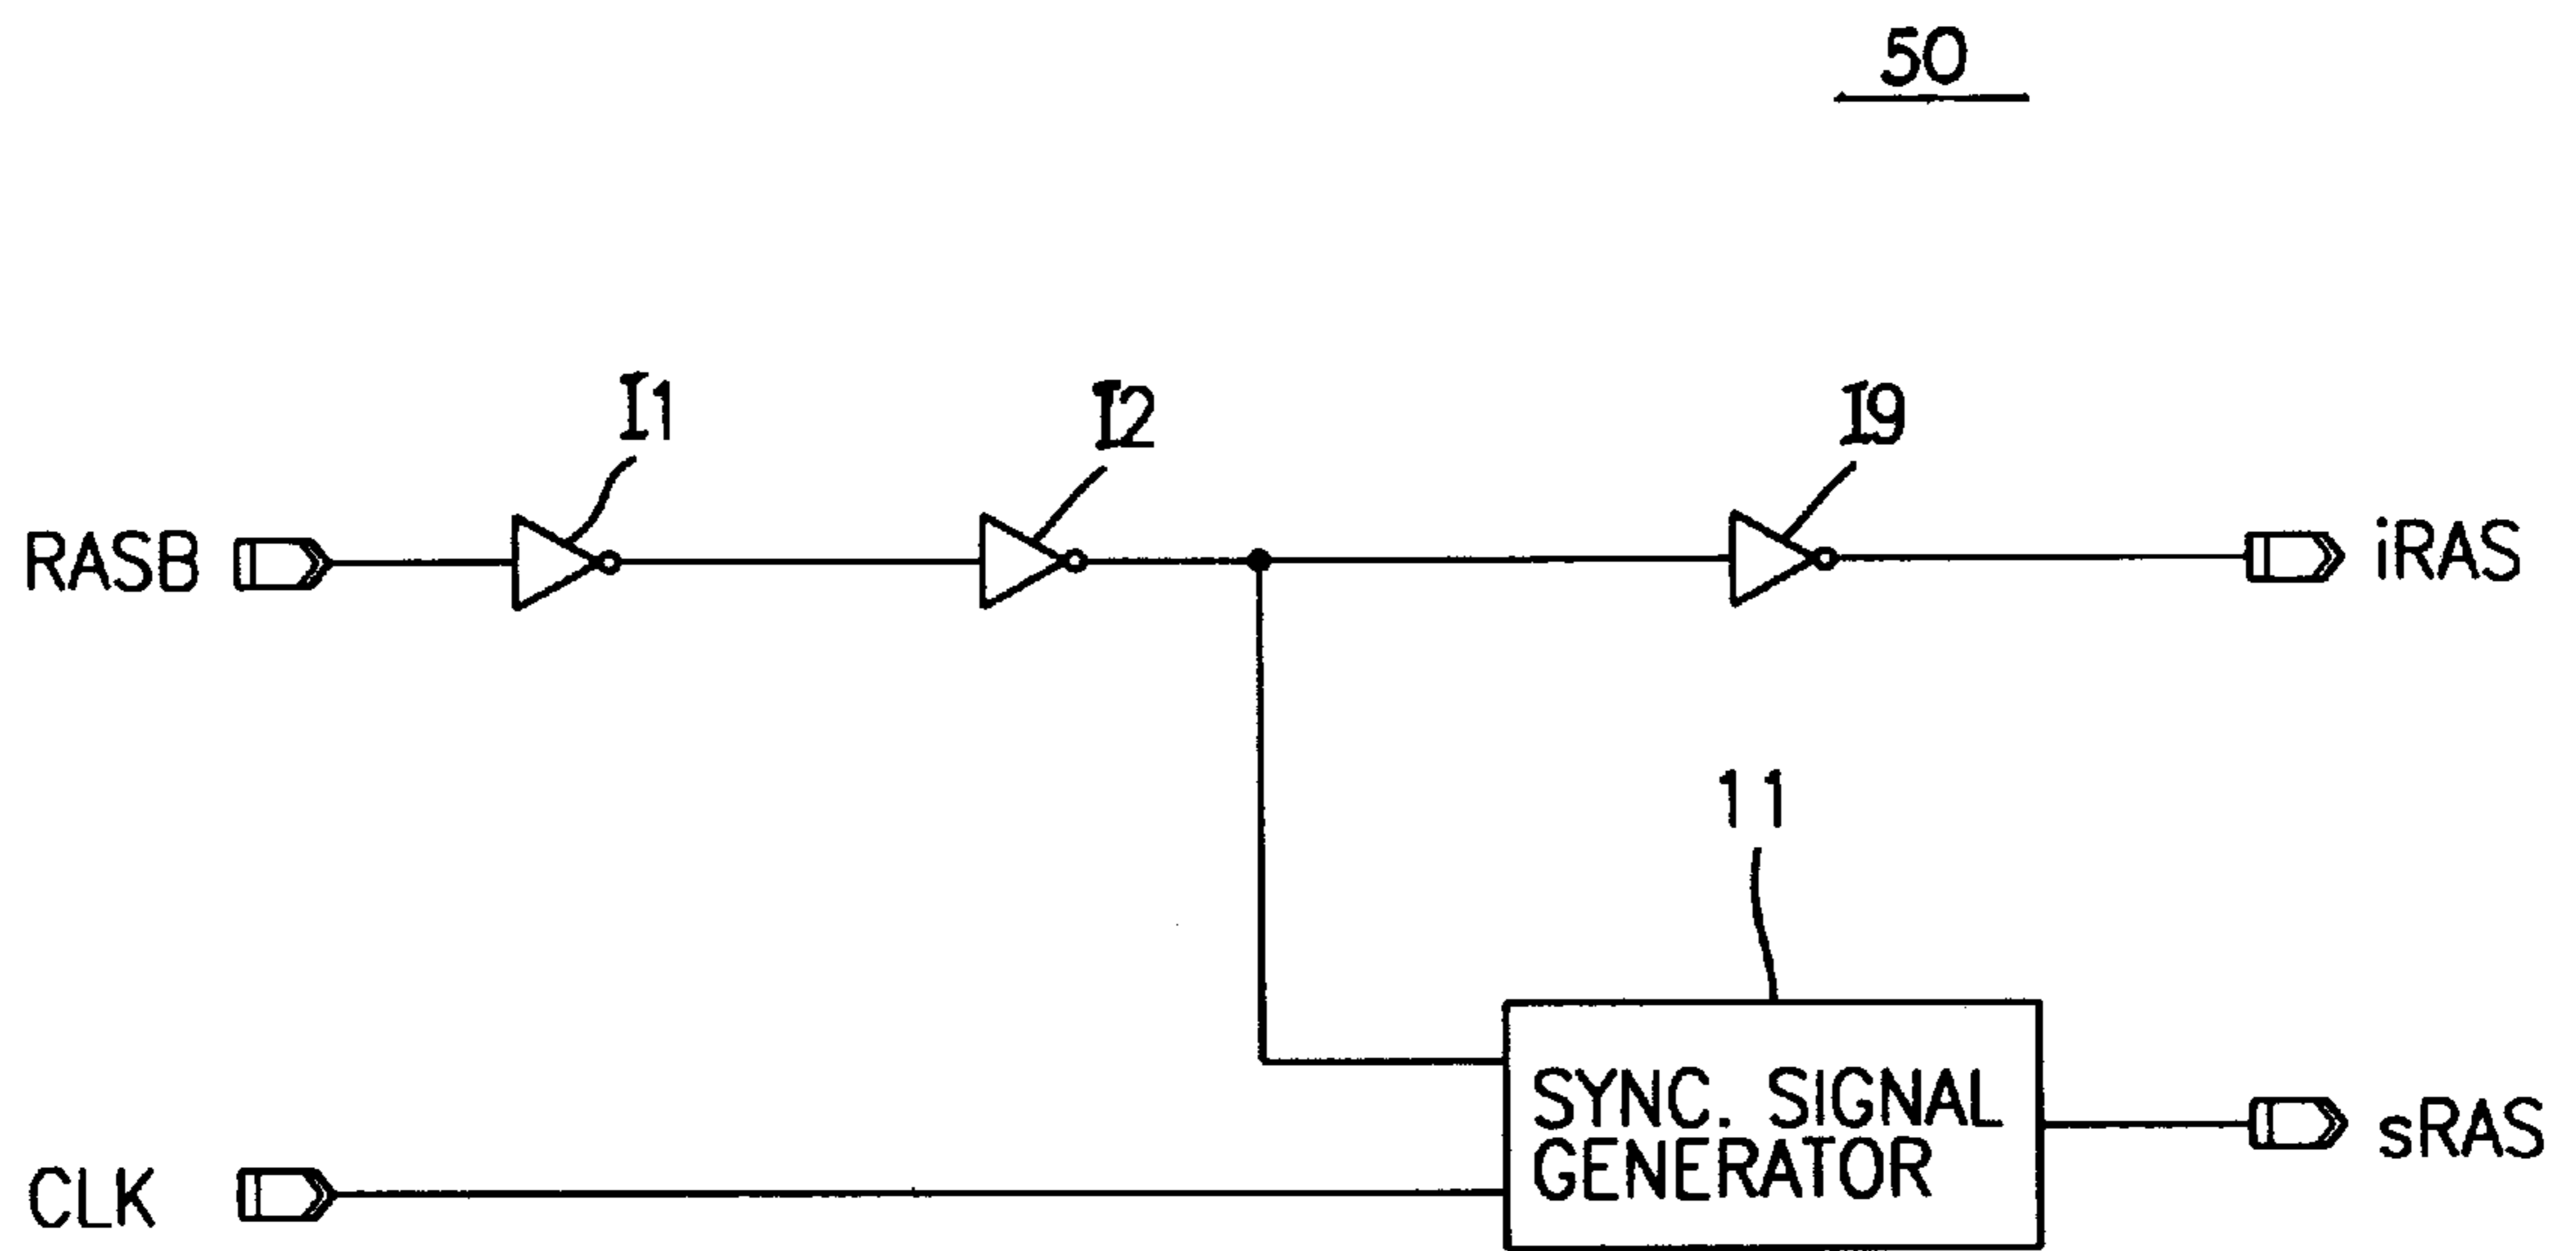 50
I1
I2
I9
RASB
iRAS
11
SYNC. SIGNAL
GENERATOR
sRAS
CLK